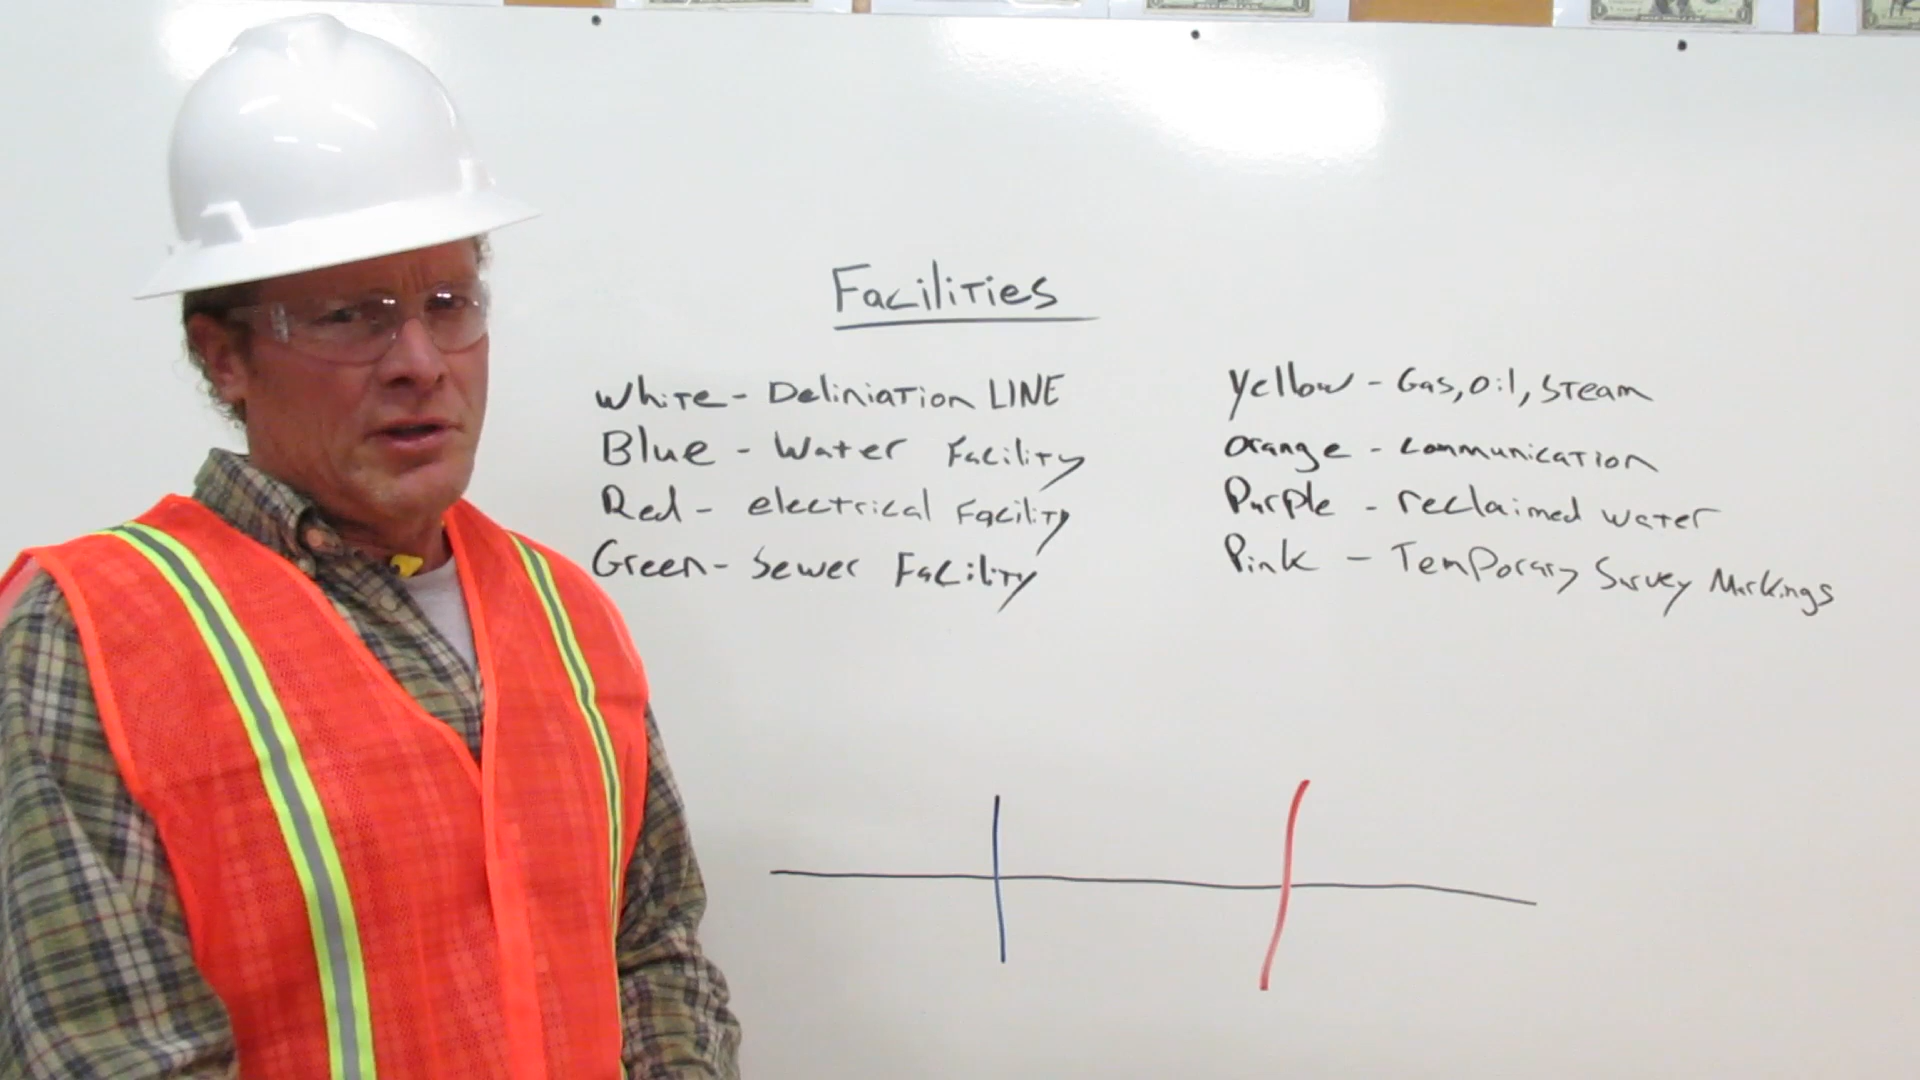 Facilities
White - Deliniation LINE
Blue - Water Facility
Red - electrical Facility
Green - Sewer Facility
Yellow - Gas, Oil, Steam
Orange - Communication
Purple - reclaimed water
Pink - Temporary Survey Markings